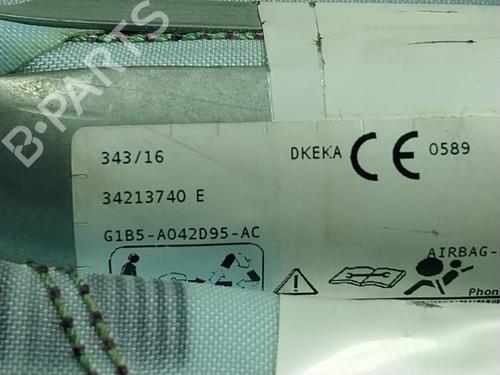 B-PARTS
343/16
DKEKA CE 0589
34213740 E
G1B5-A042D95-AC
AIRBAG-
Phon